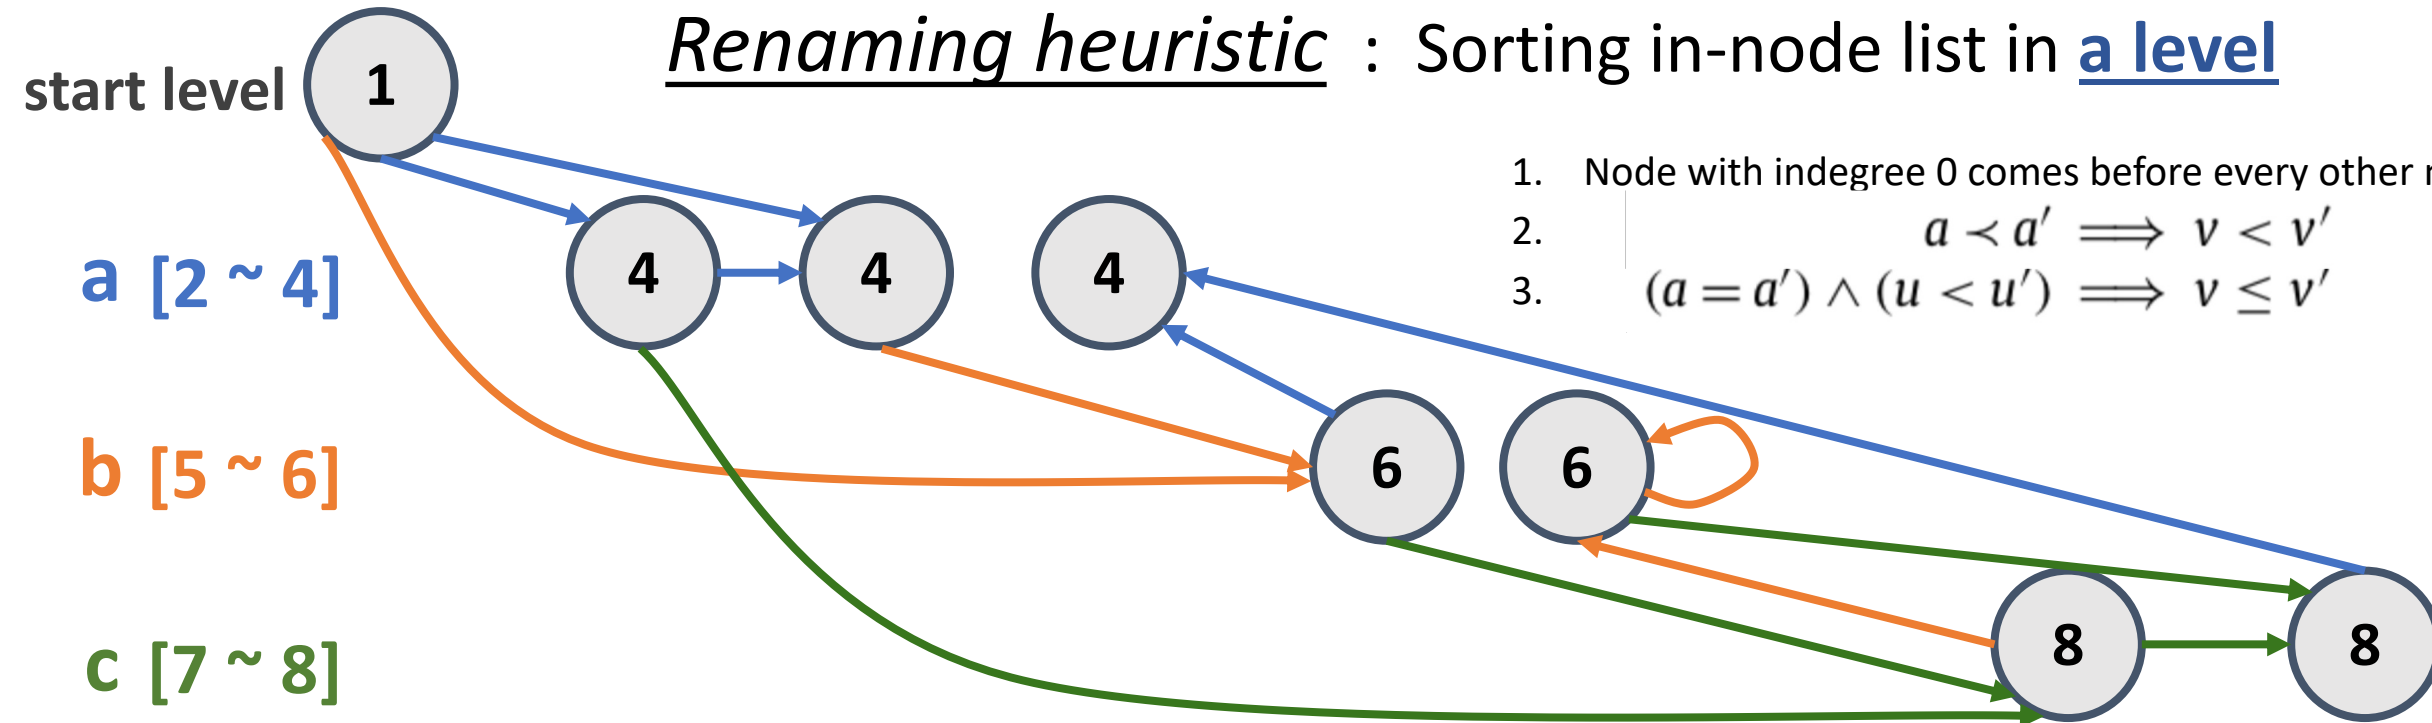 Renaming heuristic : Sorting in-node list in a level
start level 1
1. Node with indegree 0 comes before every other
2. a ≺ a′ ⟹ v < v′
3. (a = a′) ∧ (u < u′) ⟹ v ≤ v′
a [2 ~ 4] 4 4 4
b [5 ~ 6] 6 6
c [7 ~ 8] 8 8